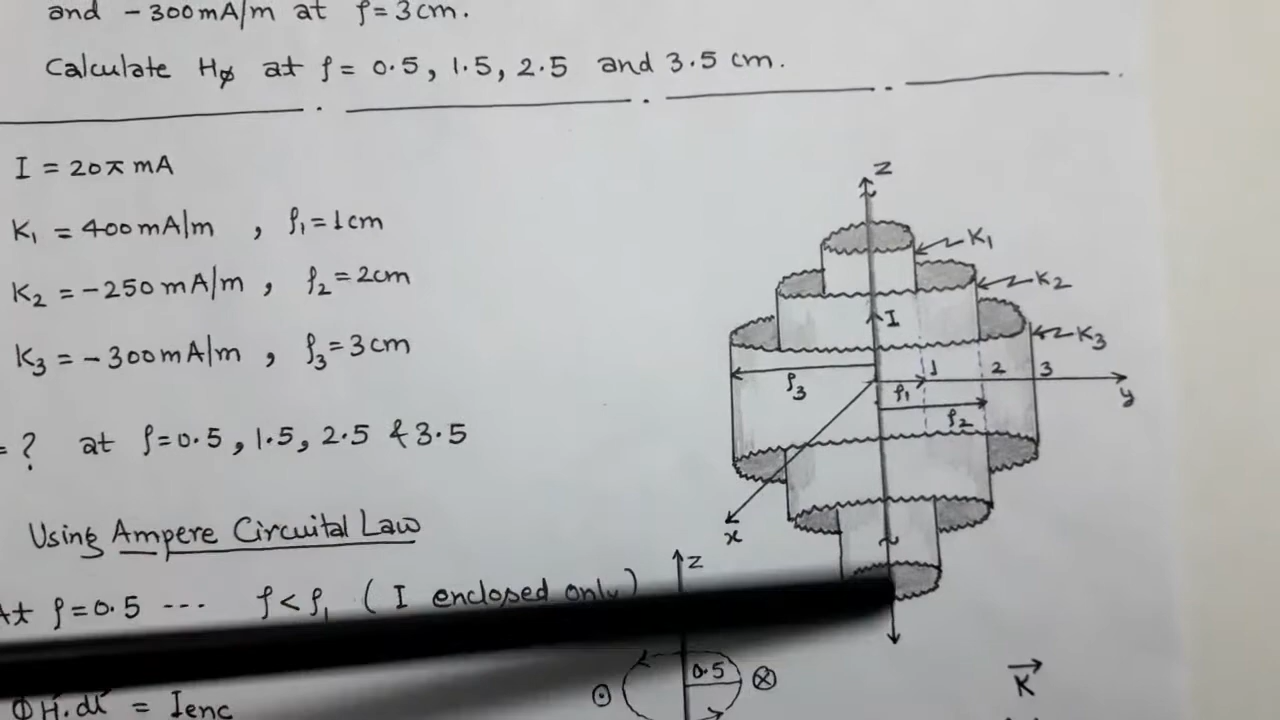 and - 300 mA/m at ρ = 3 cm.
Calculate HØ at ρ = 0.5, 1.5, 2.5 and 3.5 cm.
I = 20π mA
K₁ = 400 mA/m , ρ₁ = 1 cm
K₂ = -250 mA/m , ρ₂ = 2 cm
K₃ = - 300 mA/m , ρ₃ = 3 cm
= ? at ρ = 0.5, 1.5, 2.5 & 3.5
Using Ampere Circuital Law
At ρ = 0.5 --- ρ < ρ₁ ( I enclosed only )
∮ H.dl = Ienc
z
K₁
K₂
I
K₃
1 2 3
ρ₃ ρ₁
y
ρ₂
x
z
0.5
K